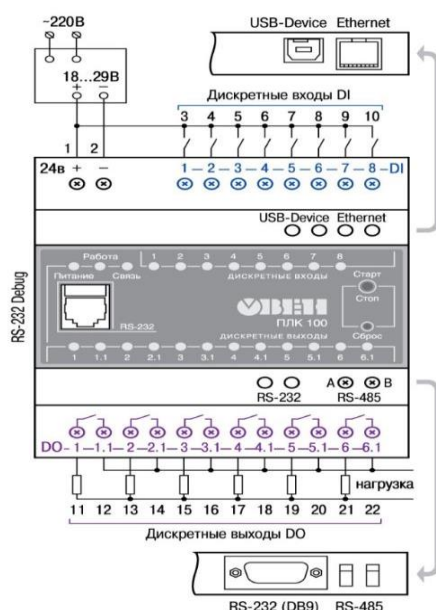 ~220В
USB-Device Ethernet
18...29В
+ −
Дискретные входы DI
3 4 5 6 7 8 9 10
1 2
24в + − 1 – 2 – 3 – 4 – 5 – 6 – 7 – 8 –DI
USB-Device Ethernet
Работа 1 2 3 4 5 6 7 8
Питание Связь ДИСКРЕТНЫЕ ВХОДЫ Старт
Стоп
RS-232 Debug
ОВЕН
RS-232 ПЛК 100
ДИСКРЕТНЫЕ ВЫХОДЫ Сброс
1 1.1 2 2.1 3 3.1 4 4.1 5 5.1 6 6.1
A B
RS-232 RS-485
DO- 1 –1.1– 2 –2.1– 3 –3.1– 4 –4.1– 5 –5.1– 6 –6.1
нагрузка
11 12 13 14 15 16 17 18 19 20 21 22
Дискретные выходы DO
RS-232 (DB9) RS-485